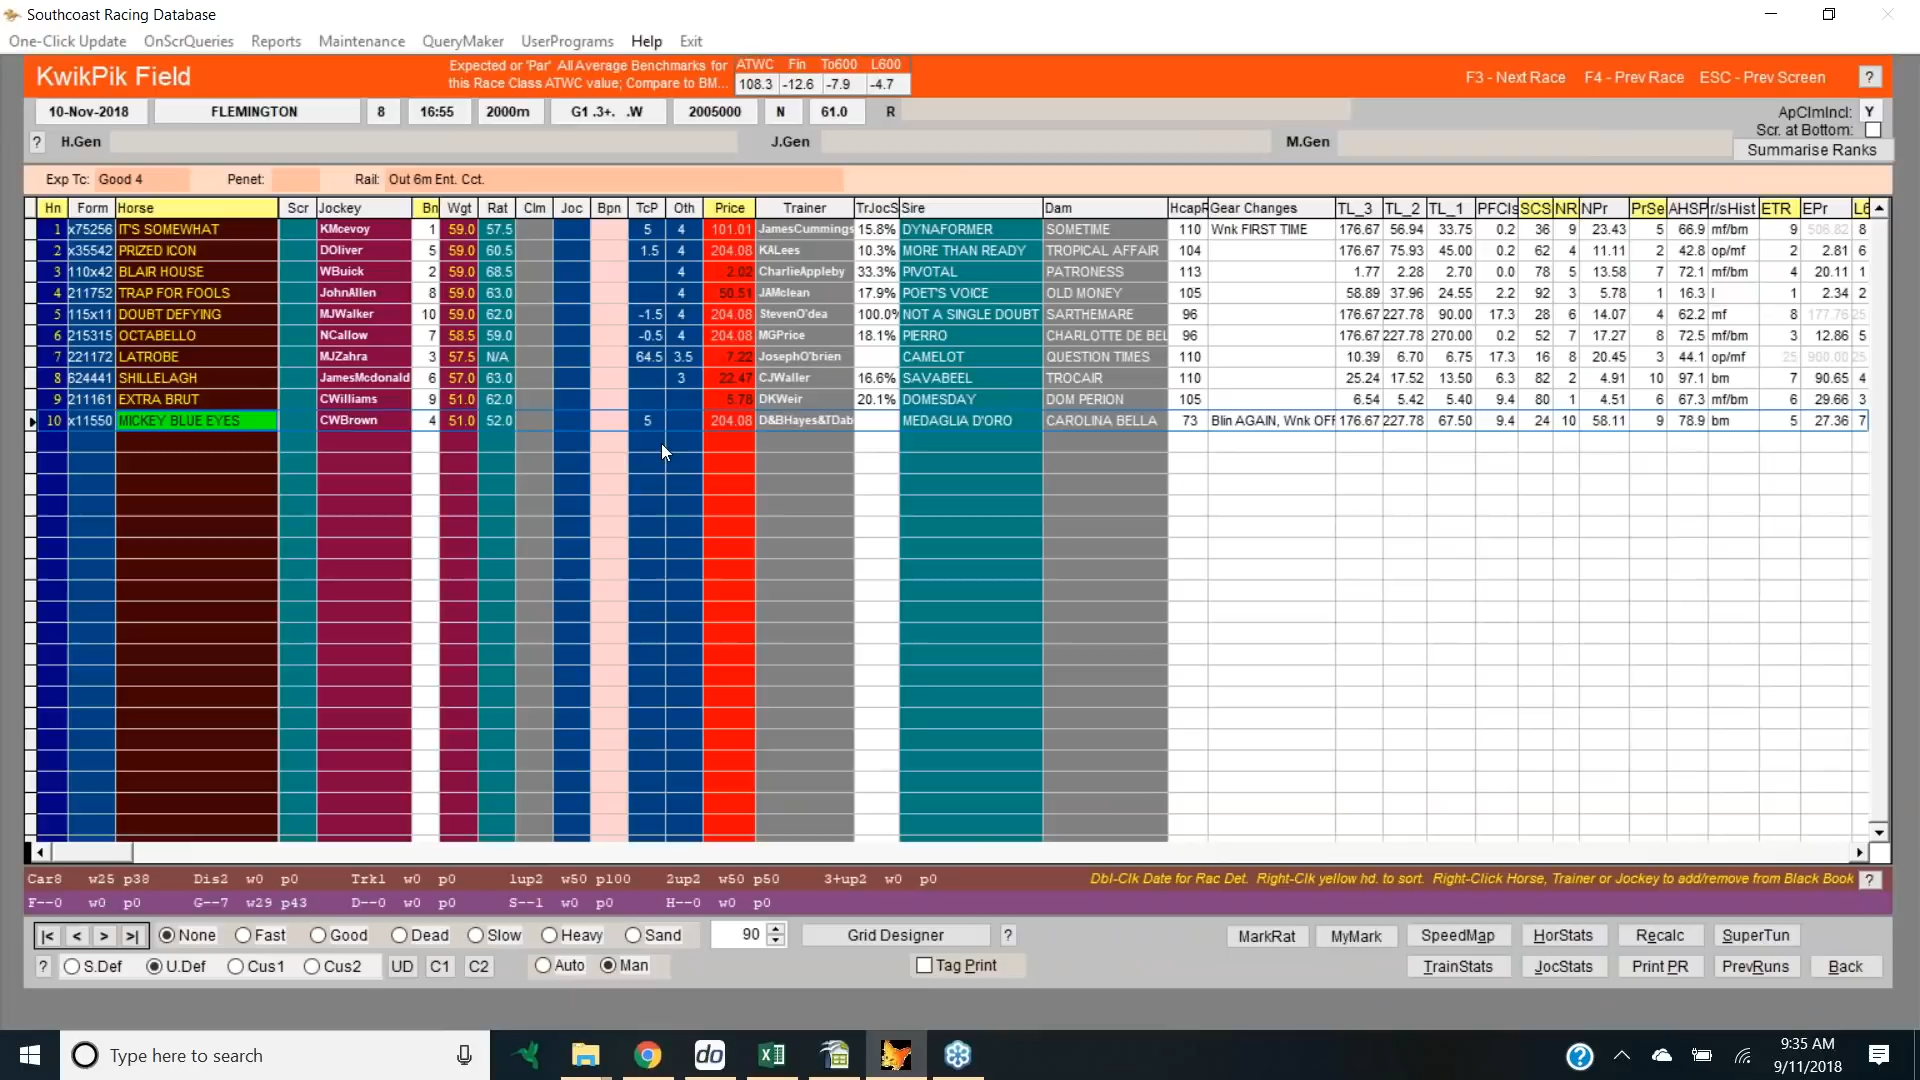 Southcoast Racing Database
One-Click Update OnScrQueries Reports Maintenance QueryMaker UserPrograms Help Exit
KwikPik Field
Expected or 'Par' All Average Benchmarks for this Race Class ATWC value; Compare to BM...
ATWC Fin To600 L600
108.3 -12.6 -7.9 -4.7
F3 - Next Race F4 - Prev Race ESC - Prev Screen ?
10-Nov-2018 FLEMINGTON 8 16:55 2000m G1 .3+. .W 2005000 N 61.0 R
ApClmIncl: Y
Scr. at Bottom:
? H.Gen J.Gen M.Gen
Summarise Ranks
Exp Tc: Good 4 Penet: Rail: Out 6m Ent. Cct.
Hn Form Horse Scr Jockey Bn Wgt Rat Clm Joc Bpn TcP Oth Price Trainer TrJocS Sire Dam HcapR Gear Changes TL_3 TL_2 TL_1 PFCls SCS NR NPr PrSe AHSP r/sHist ETR EPr L6
1 x75256 IT'S SOMEWHAT KMcevoy 1 59.0 57.5 5 4 101.01 JamesCummings 15.8% DYNAFORMER SOMETIME 110 Wnk FIRST TIME 176.67 56.94 33.75 0.2 36 9 23.43 5 66.9 mf/bm 9 506.82 8
2 x35542 PRIZED ICON DOliver 5 59.0 60.5 1.5 4 204.08 KALees 10.3% MORE THAN READY TROPICAL AFFAIR 104 176.67 75.93 45.00 0.2 62 4 11.11 2 42.8 op/mf 2 2.81 6
3 110x42 BLAIR HOUSE WBuick 2 59.0 68.5 4 2.02 CharlieAppleby 33.3% PIVOTAL PATRONESS 113 1.77 2.28 2.70 0.0 78 5 13.58 7 72.1 mf/bm 4 20.11 1
4 211752 TRAP FOR FOOLS JohnAllen 8 59.0 63.0 4 50.51 JAMclean 17.9% POET'S VOICE OLD MONEY 105 58.89 37.96 24.55 2.2 92 3 5.78 1 16.3 l 1 2.34 2
5 115x11 DOUBT DEFYING MJWalker 10 59.0 62.0 -1.5 4 204.08 StevenO'dea 100.0% NOT A SINGLE DOUBT SARTHEMARE 96 176.67 227.78 90.00 17.3 28 6 14.07 4 62.2 mf 8 177.76 25
6 215315 OCTABELLO NCallow 7 58.5 59.0 -0.5 4 204.08 MGPrice 18.1% PIERRO CHARLOTTE DE BEL 96 176.67 227.78 270.00 0.2 52 7 17.27 8 72.5 mf/bm 3 12.86 5
7 221172 LATROBE MJZahra 3 57.5 N/A 64.5 3.5 7.22 JosephO'brien CAMELOT QUESTION TIMES 110 10.39 6.70 6.75 17.3 16 8 20.45 3 44.1 op/mf 25 900.00 25
8 624441 SHILLELAGH JamesMcdonald 6 57.0 63.0 3 22.47 CJWaller 16.6% SAVABEEL TROCAIR 110 25.24 17.52 13.50 6.3 82 2 4.91 10 97.1 bm 7 90.65 4
9 211161 EXTRA BRUT CWilliams 9 51.0 62.0 5.78 DKWeir 20.1% DOMESDAY DOM PERION 105 6.54 5.42 5.40 9.4 80 1 4.51 6 67.3 mf/bm 6 29.66 3
10 x11550 MICKEY BLUE EYES CWBrown 4 51.0 52.0 5 204.08 D&BHayes&TDab MEDAGLIA D'ORO CAROLINA BELLA 73 Blin AGAIN, Wnk OFF 176.67 227.78 67.50 9.4 24 10 58.11 9 78.9 bm 5 27.36 7
Car8 w25 p38 Dis2 w0 p0 Trk1 w0 p0 1up2 w50 p100 2up2 w50 p50 3+up2 w0 p0
Dbl-Clk Date for Rac Det. Right-Clk yellow hd. to sort. Right-Click Horse, Trainer or Jockey to add/remove from Black Book ?
F--0 w0 p0 G--7 w29 p43 D--0 w0 p0 S--1 w0 p0 H--0 w0 p0
|< < > >| None Fast Good Dead Slow Heavy Sand 90 Grid Designer ? MarkRat MyMark SpeedMap HorStats Recalc SuperTun
? S.Def U.Def Cus1 Cus2 UD C1 C2 Auto Man Tag Print TrainStats JocStats Print PR PrevRuns Back
Type here to search
do
9:35 AM
9/11/2018